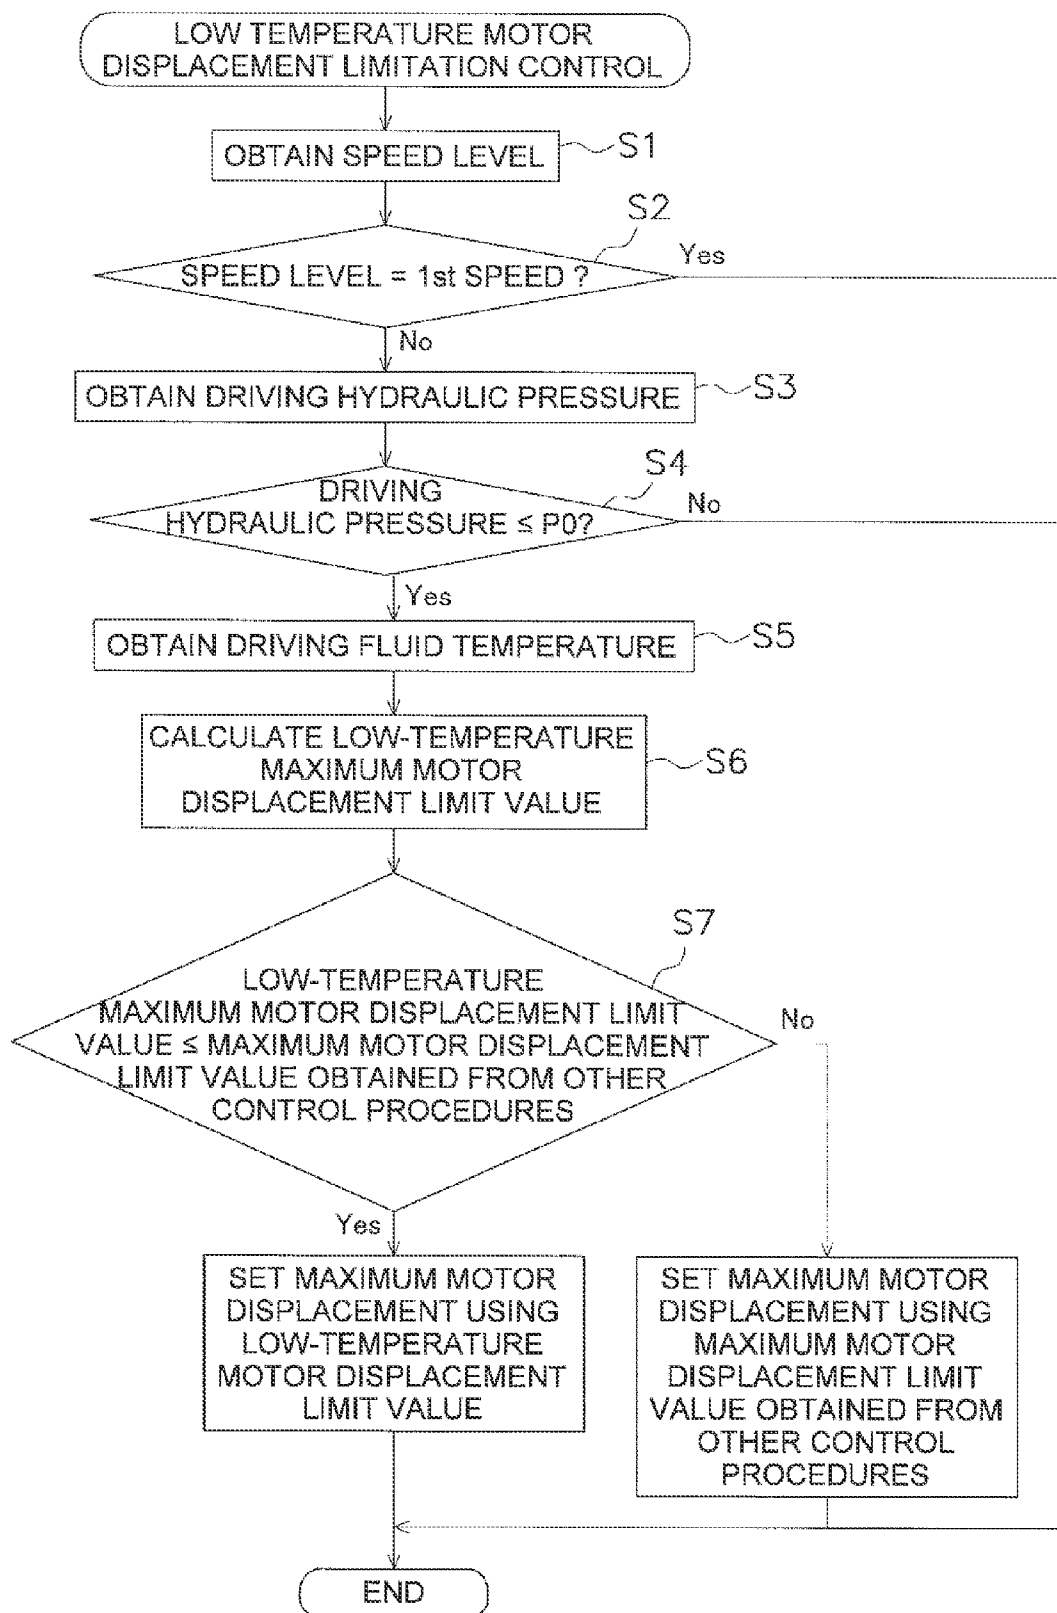 LOW TEMPERATURE MOTOR
DISPLACEMENT LIMITATION CONTROL
OBTAIN SPEED LEVEL
S1
S2
SPEED LEVEL = 1st SPEED ?
Yes
No
OBTAIN DRIVING HYDRAULIC PRESSURE
S3
S4
DRIVING
HYDRAULIC PRESSURE ≤ P0?
No
Yes
OBTAIN DRIVING FLUID TEMPERATURE
S5
CALCULATE LOW-TEMPERATURE
MAXIMUM MOTOR
DISPLACEMENT LIMIT VALUE
S6
S7
LOW-TEMPERATURE
MAXIMUM MOTOR DISPLACEMENT LIMIT
VALUE ≤ MAXIMUM MOTOR DISPLACEMENT
LIMIT VALUE OBTAINED FROM OTHER
CONTROL PROCEDURES
No
Yes
SET MAXIMUM MOTOR
DISPLACEMENT USING
LOW-TEMPERATURE
MOTOR DISPLACEMENT
LIMIT VALUE
SET MAXIMUM MOTOR
DISPLACEMENT USING
MAXIMUM MOTOR
DISPLACEMENT LIMIT
VALUE OBTAINED FROM
OTHER CONTROL
PROCEDURES
END